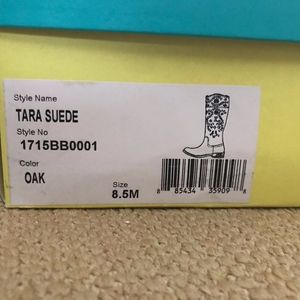 Style Name
TARA SUEDE
Style No
1715BB0001
Color
OAK
Size
8.5M
8 85434 35909 8